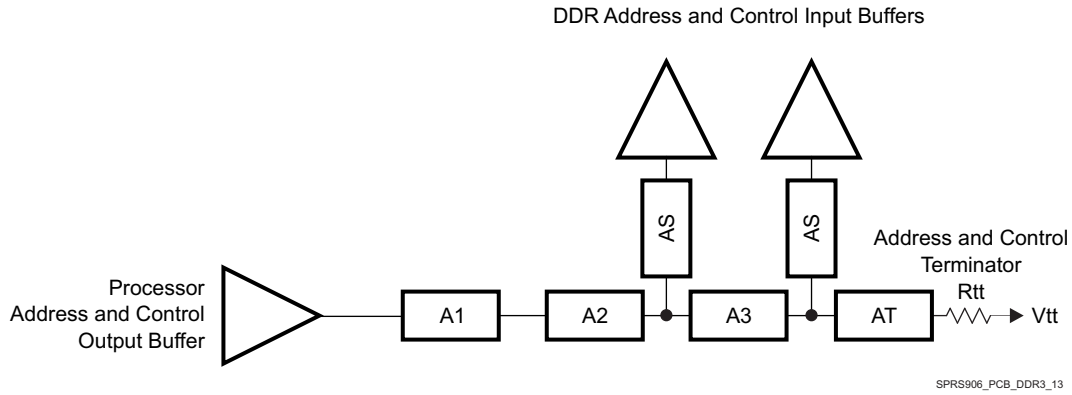 DDR Address and Control Input Buffers
AS
AS
Address and Control
Terminator
Rtt
Processor
Address and Control
Output Buffer
A1
A2
A3
AT
Vtt
SPRS906_PCB_DDR3_13